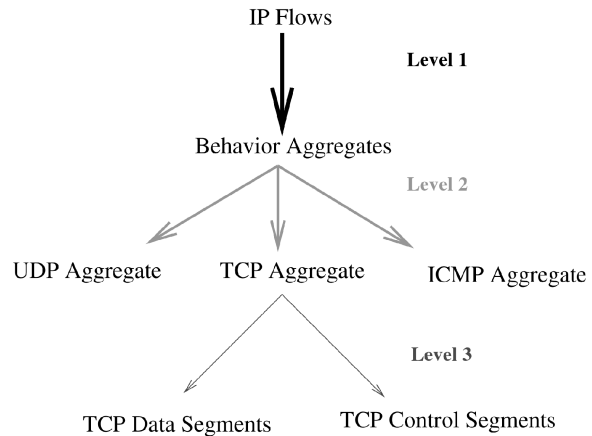 IP Flows
Level 1
Behavior Aggregates
Level 2
UDP Aggregate
TCP Aggregate
ICMP Aggregate
Level 3
TCP Data Segments
TCP Control Segments